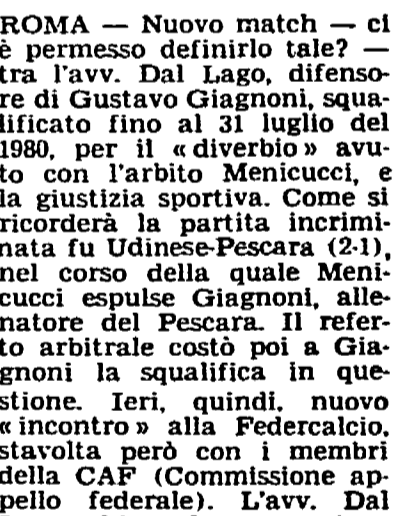 ROMA — Nuovo match — ci
è permesso definirlo tale? —
tra l'avv. Dal Lago, difenso-
re di Gustavo Giagnoni, squa-
lificato fino al 31 luglio del
1980, per il «diverbio» avu-
to con l'arbito Menicucci, e
la giustizia sportiva. Come si
ricorderà la partita incrimi-
nata fu Udinese-Pescara (2-1),
nel corso della quale Meni-
cucci espulse Giagnoni, alle-
natore del Pescara. Il refer-
to arbitrale costò poi a Gia-
gnoni la squalifica in que-
stione. Ieri, quindi, nuovo
«incontro» alla Federcalcio,
stavolta però con i membri
della CAF (Commissione ap-
pello federale). L'avv. Dal